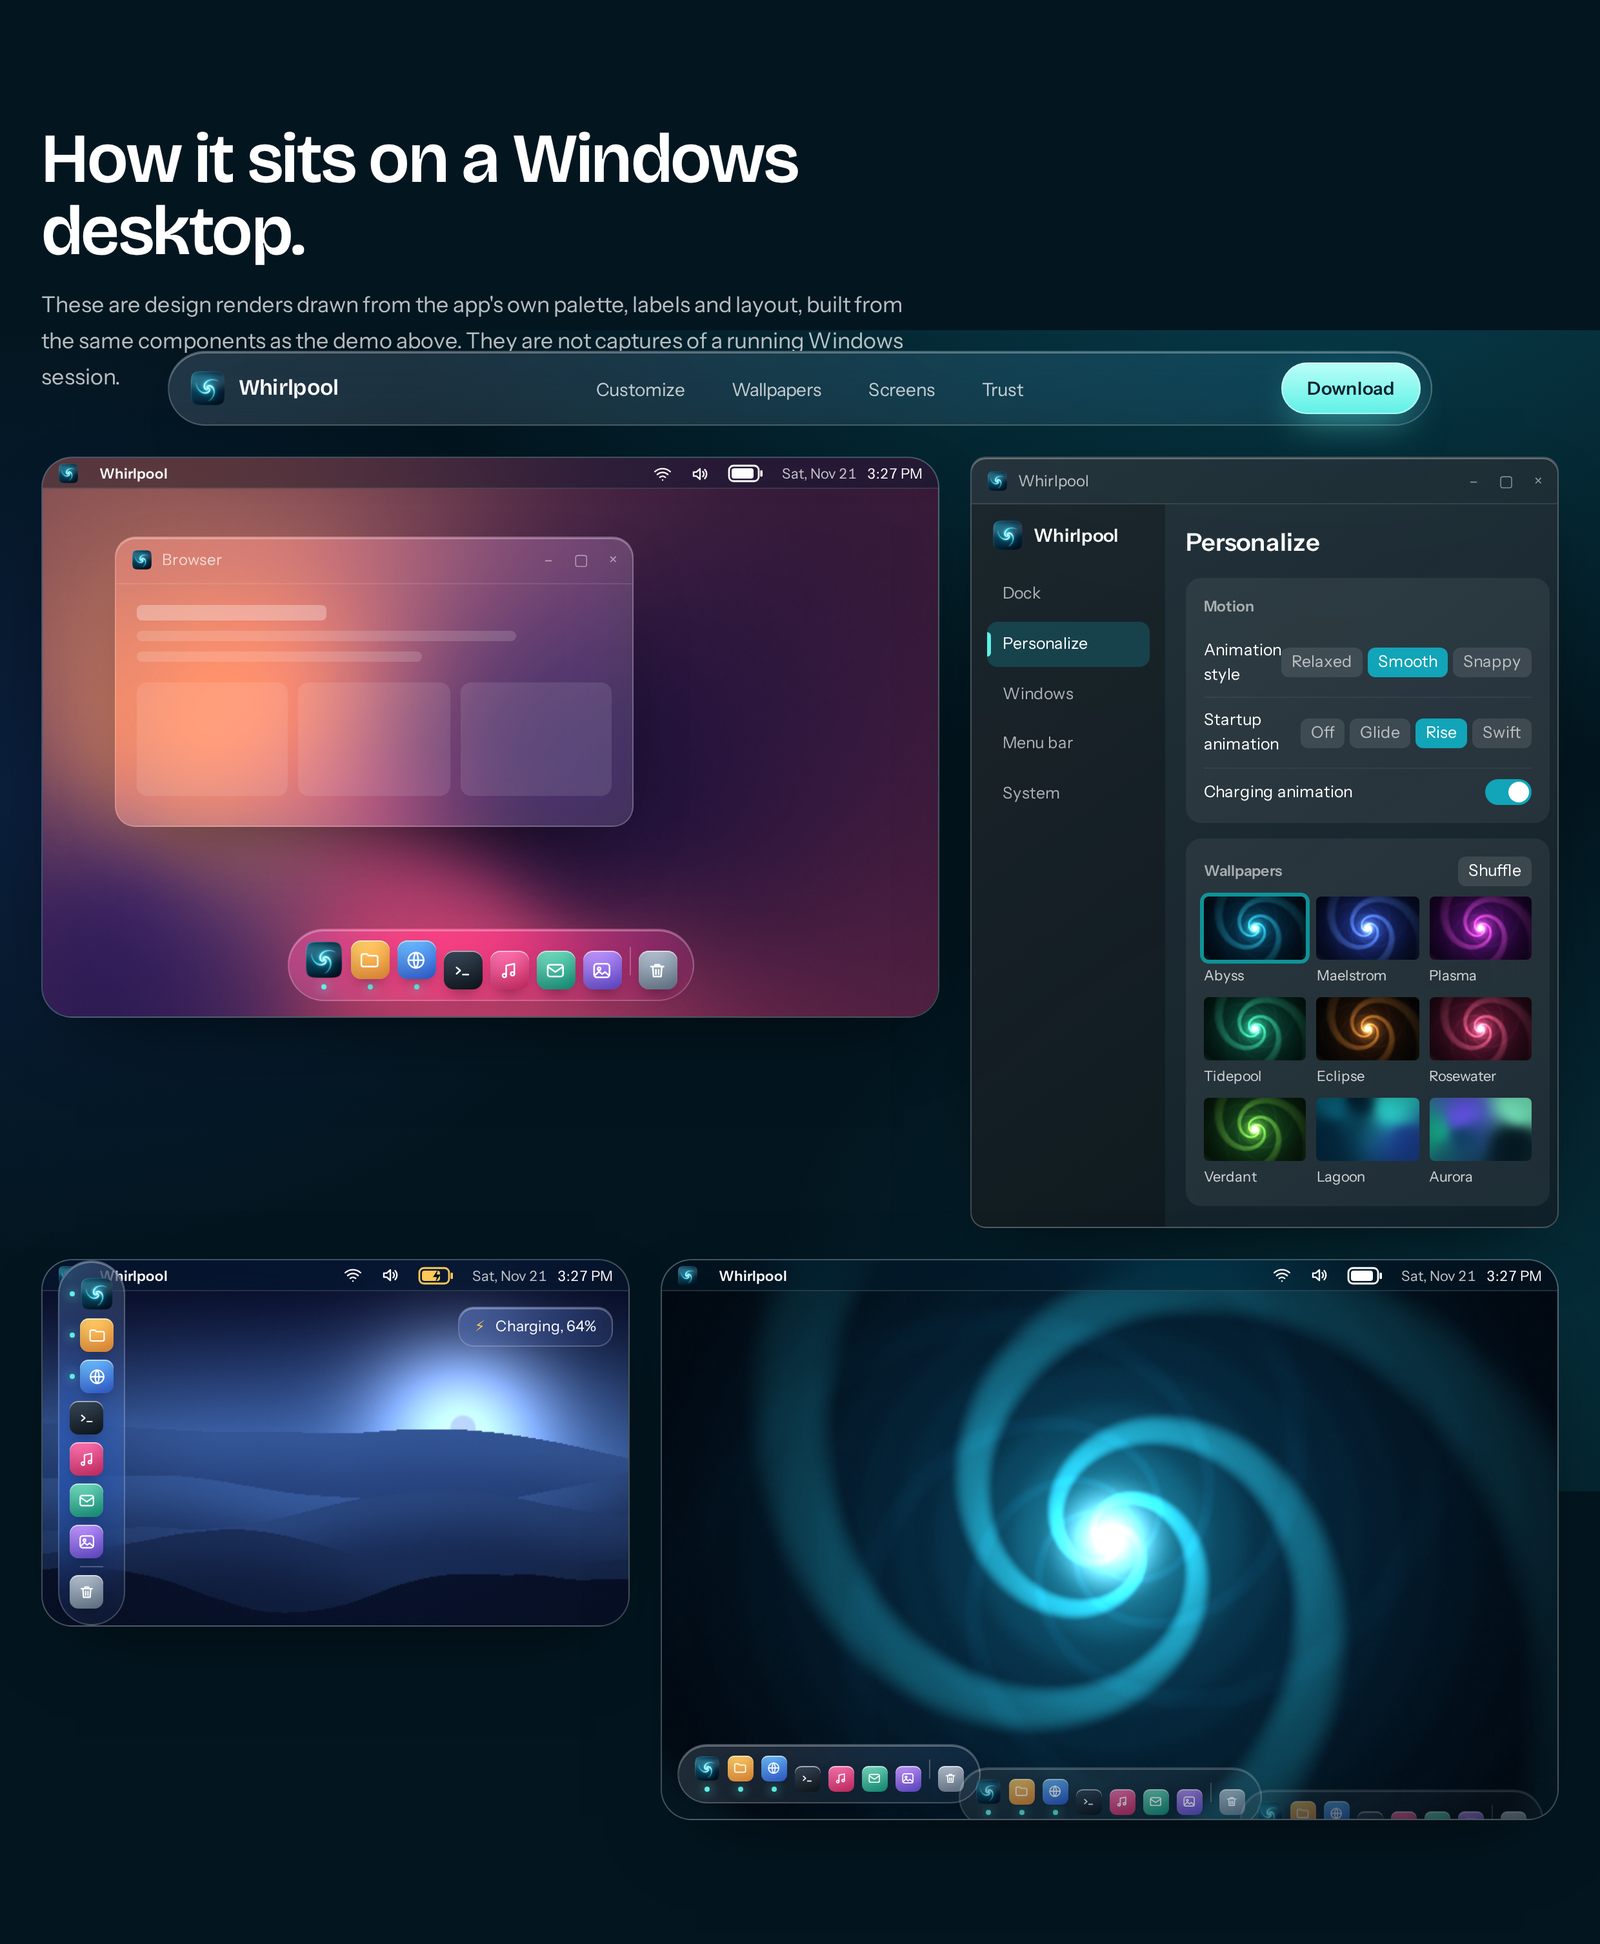 How it sits on a Windows
desktop.
These are design renders drawn from the app's own palette, labels and layout, built from
the same components as the demo above. They are not captures of a running Windows
session.
Whirlpool
Customize
Wallpapers
Screens
Trust
Download
Whirlpool
Sat, Nov 21 3:27 PM
Browser
Whirlpool
Whirlpool
Dock
Personalize
Windows
Menu bar
System
Personalize
Motion
Animation
style
Relaxed
Smooth
Snappy
Startup
animation
Off
Glide
Rise
Swift
Charging animation
Wallpapers
Shuffle
Abyss
Maelstrom
Plasma
Tidepool
Eclipse
Rosewater
Verdant
Lagoon
Aurora
Whirlpool
Sat, Nov 21 3:27 PM
Charging, 64%
Whirlpool
Sat, Nov 21 3:27 PM